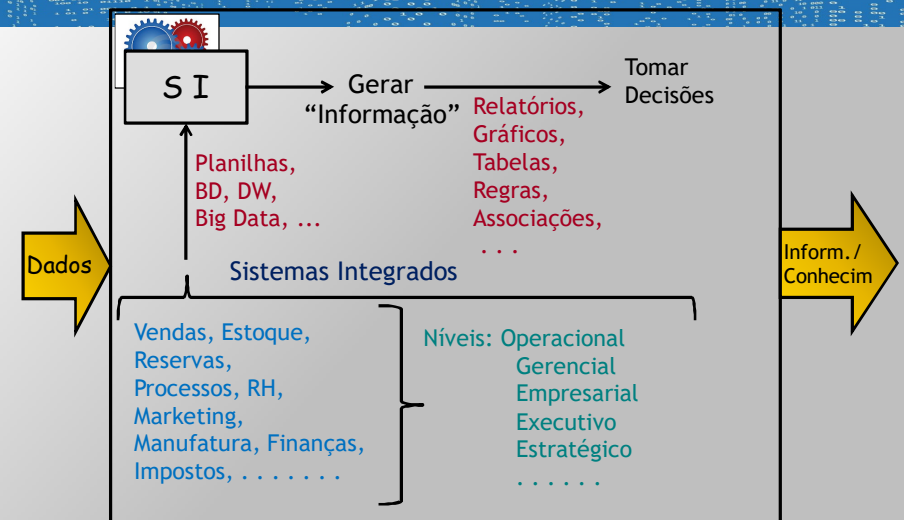 S I
Gerar
“Informação”
Tomar
Decisões
Relatórios,
Gráficos,
Tabelas,
Regras,
Associações,
. . .
Planilhas,
BD, DW,
Big Data, ...
Dados
Inform./
Conhecim
Sistemas Integrados
Vendas, Estoque,
Reservas,
Processos, RH,
Marketing,
Manufatura, Finanças,
Impostos, . . . . . . .
Níveis: Operacional
Gerencial
Empresarial
Executivo
Estratégico
. . . . . .